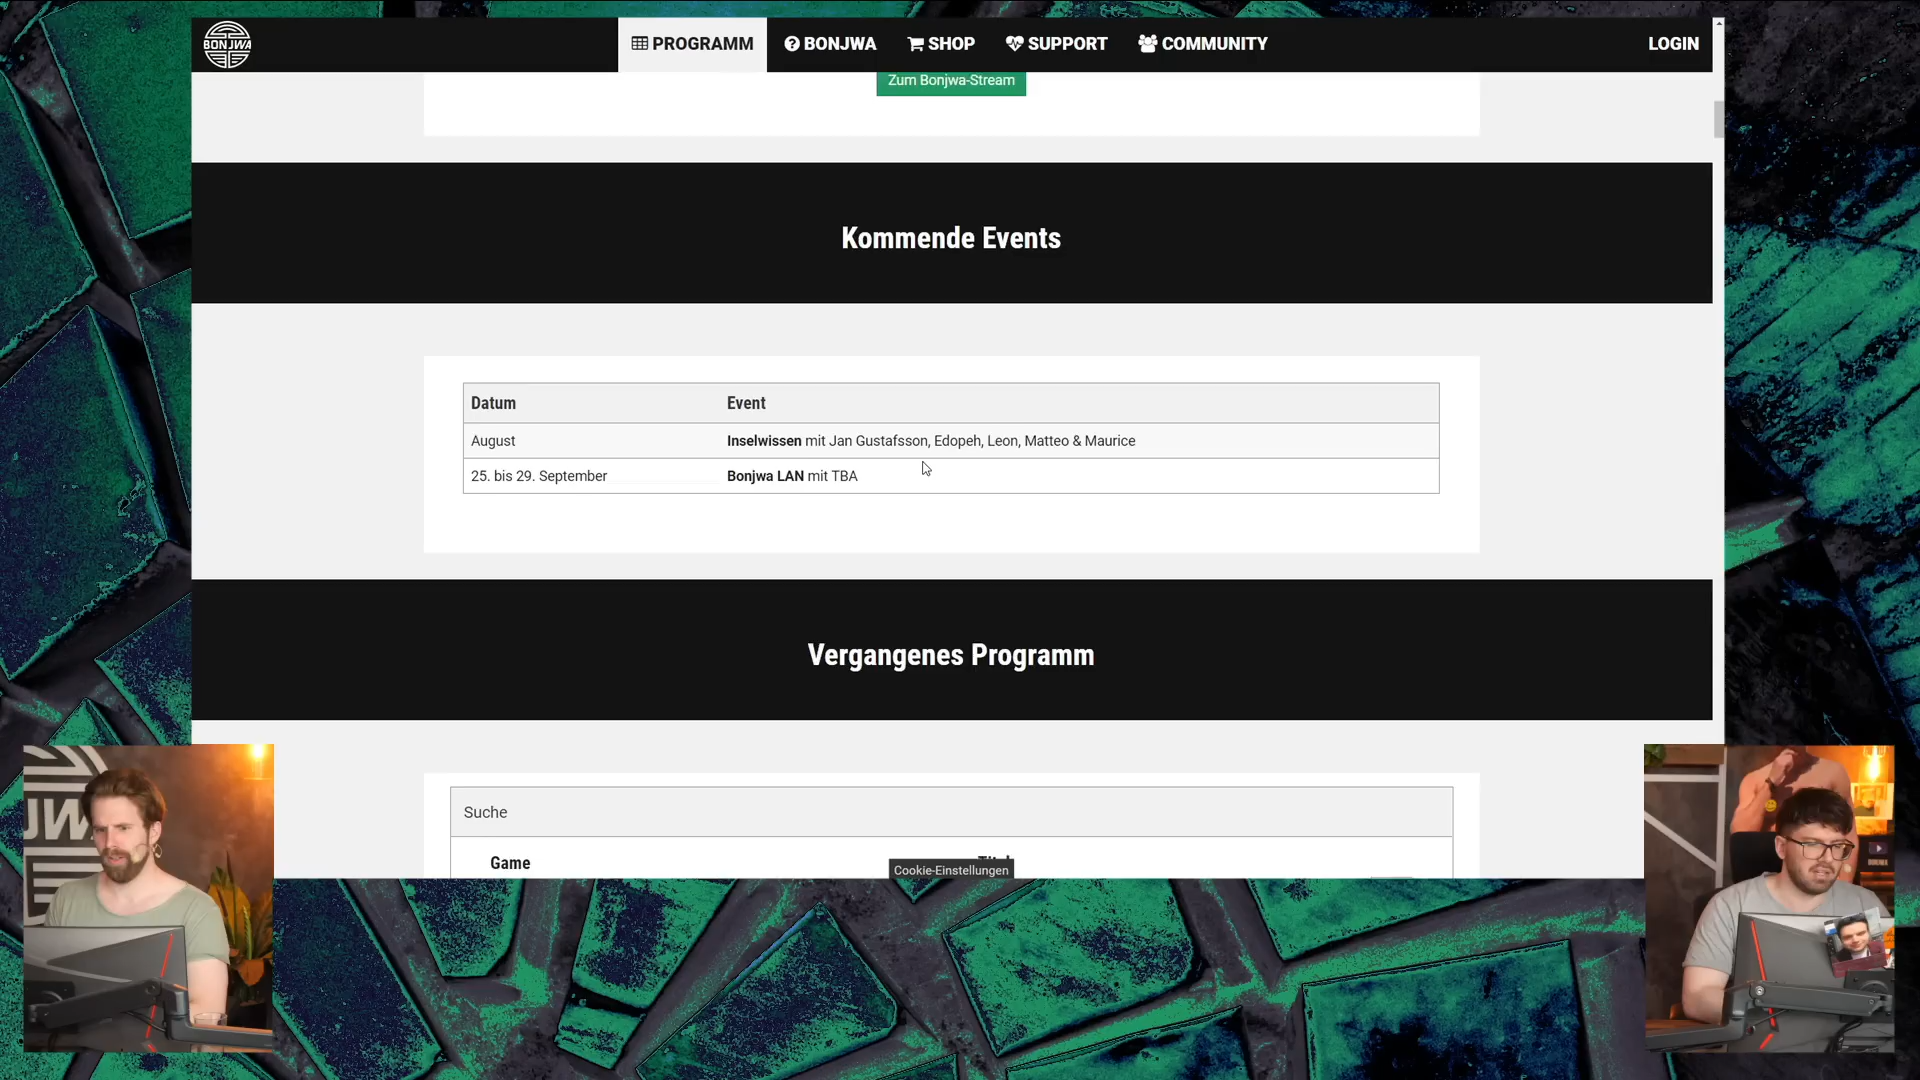 BONJWA
PROGRAMM
BONJWA
SHOP
SUPPORT
COMMUNITY
LOGIN
Zum Bonjwa-Stream
Kommende Events
Datum Event
August Inselwissen mit Jan Gustafsson, Edopeh, Leon, Matteo & Maurice
25. bis 29. September Bonjwa LAN mit TBA
Vergangenes Programm
Suche
Game Titel
Cookie-Einstellungen